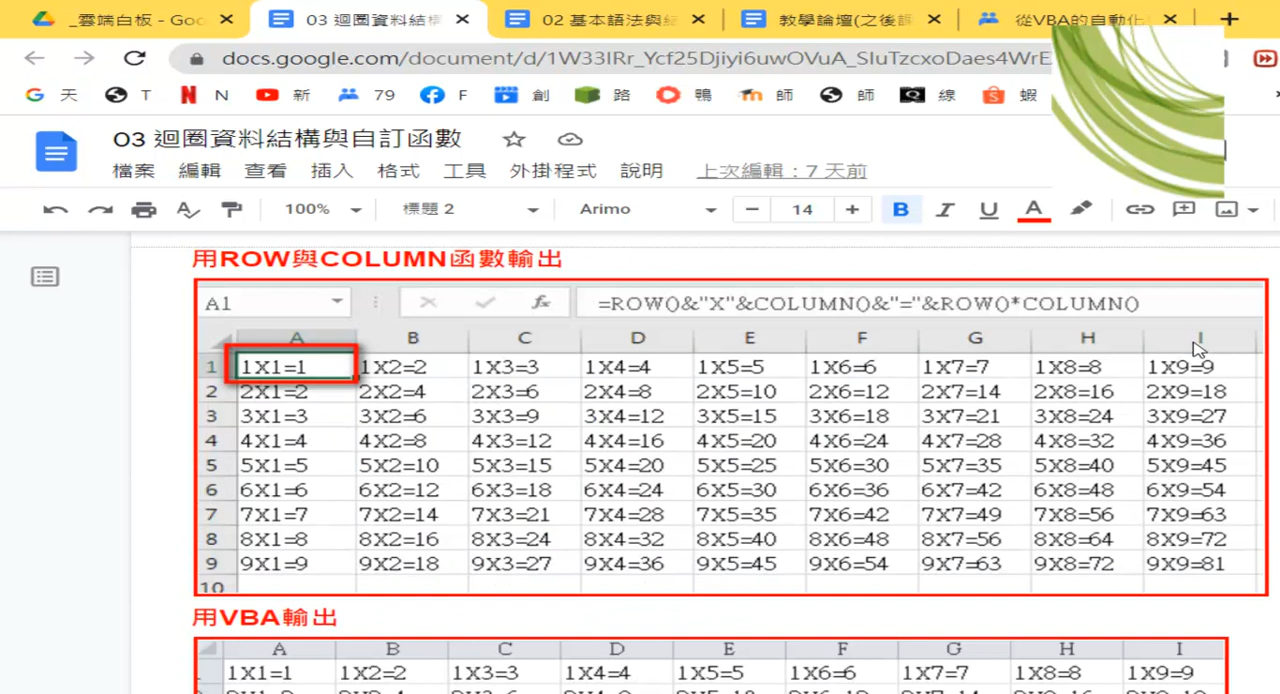 _雲端白板 - Goo
03 迴圈資料結構
02 基本語法與
教學論壇(之後
從VBA的自動化
docs.google.com/document/d/1W33IRr_Ycf25Djiyi6uwOVuA_SIuTzcxoDaes4WrE
天 T N 新 79 F 創 路 鴨 師 師 線 蝦
03 迴圈資料結構與自訂函數
檔案 編輯 查看 插入 格式 工具 外掛程式 說明 上次編輯：7 天前
100% 標題 2 Arimo 14 B I U A
用ROW與COLUMN函數輸出
A1 fx =ROW()&"X"&COLUMN()&"="&ROW()*COLUMN()
A B C D E F G H I
1 1X1=1 1X2=2 1X3=3 1X4=4 1X5=5 1X6=6 1X7=7 1X8=8 1X9=9
2 2X1=2 2X2=4 2X3=6 2X4=8 2X5=10 2X6=12 2X7=14 2X8=16 2X9=18
3 3X1=3 3X2=6 3X3=9 3X4=12 3X5=15 3X6=18 3X7=21 3X8=24 3X9=27
4 4X1=4 4X2=8 4X3=12 4X4=16 4X5=20 4X6=24 4X7=28 4X8=32 4X9=36
5 5X1=5 5X2=10 5X3=15 5X4=20 5X5=25 5X6=30 5X7=35 5X8=40 5X9=45
6 6X1=6 6X2=12 6X3=18 6X4=24 6X5=30 6X6=36 6X7=42 6X8=48 6X9=54
7 7X1=7 7X2=14 7X3=21 7X4=28 7X5=35 7X6=42 7X7=49 7X8=56 7X9=63
8 8X1=8 8X2=16 8X3=24 8X4=32 8X5=40 8X6=48 8X7=56 8X8=64 8X9=72
9 9X1=9 9X2=18 9X3=27 9X4=36 9X5=45 9X6=54 9X7=63 9X8=72 9X9=81
10
用VBA輸出
A B C D E F G H I
1X1=1 1X2=2 1X3=3 1X4=4 1X5=5 1X6=6 1X7=7 1X8=8 1X9=9